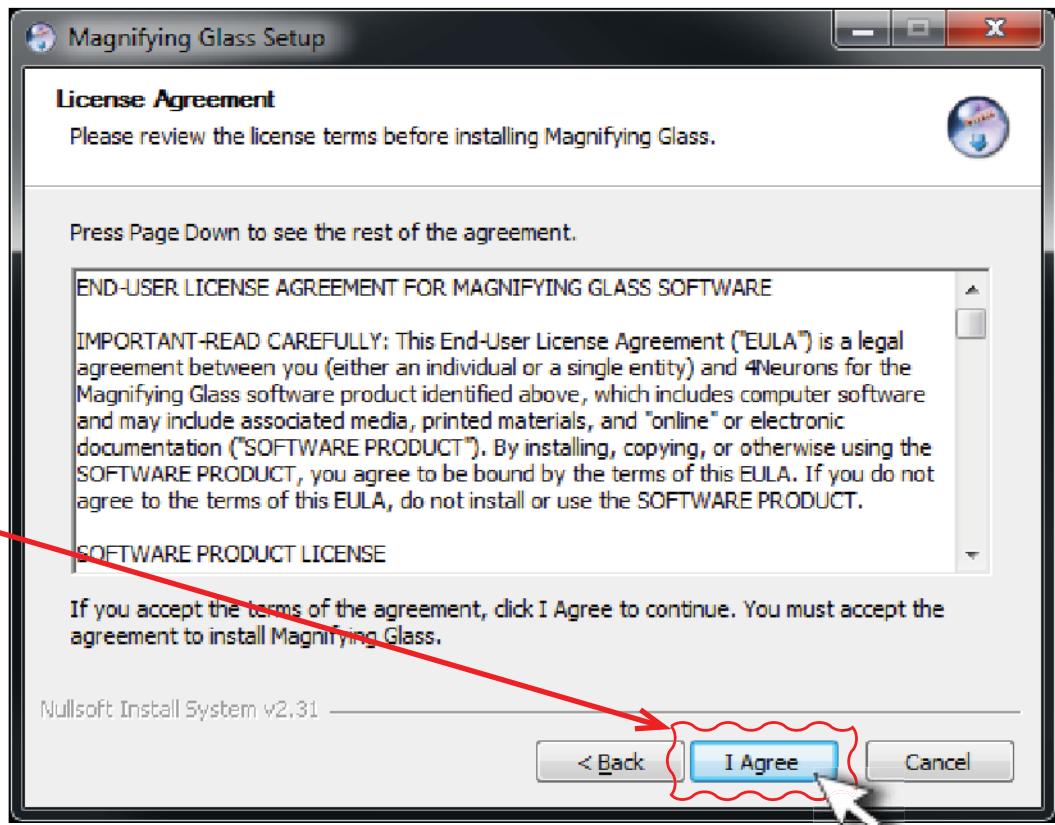 Magnifying Glass Setup
License Agreement
Please review the license terms before installing Magnifying Glass.
Press Page Down to see the rest of the agreement.
END-USER LICENSE AGREEMENT FOR MAGNIFYING GLASS SOFTWARE
IMPORTANT-READ CAREFULLY: This End-User License Agreement ("EULA") is a legal
agreement between you (either an individual or a single entity) and 4Neurons for the
Magnifying Glass software product identified above, which includes computer software
and may include associated media, printed materials, and "online" or electronic
documentation ("SOFTWARE PRODUCT"). By installing, copying, or otherwise using the
SOFTWARE PRODUCT, you agree to be bound by the terms of this EULA. If you do not
agree to the terms of this EULA, do not install or use the SOFTWARE PRODUCT.
SOFTWARE PRODUCT LICENSE
If you accept the terms of the agreement, click I Agree to continue. You must accept the
agreement to install Magnifying Glass.
Nullsoft Install System v2.31
< Back I Agree Cancel